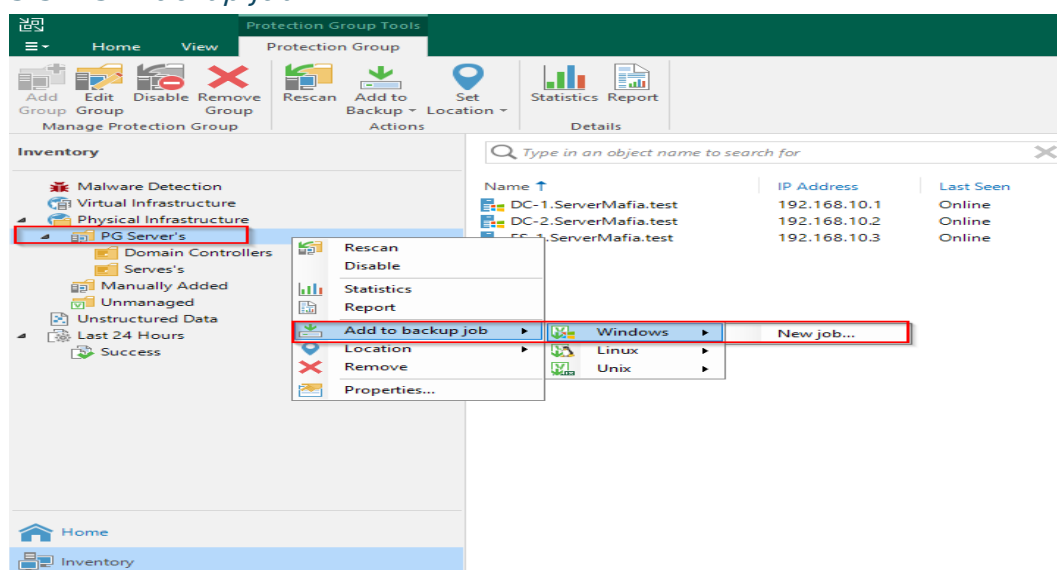 Protection Group Tools
Home View Protection Group
Add Group
Edit Group
Disable
Remove Group
Rescan
Add to Backup
Set Location
Statistics
Report
Manage Protection Group
Actions
Details
Inventory
Type in an object name to search for
Malware Detection
Virtual Infrastructure
Physical Infrastructure
PG Server's
Domain Controllers
Serves's
Manually Added
Unmanaged
Unstructured Data
Last 24 Hours
Success
Name IP Address Last Seen
DC-1.ServerMafia.test 192.168.10.1 Online
DC-2.ServerMafia.test 192.168.10.2 Online
1.ServerMafia.test 192.168.10.3 Online
Rescan
Disable
Statistics
Report
Add to backup job
Location
Remove
Properties...
Windows
Linux
Unix
New job...
Home
Inventory